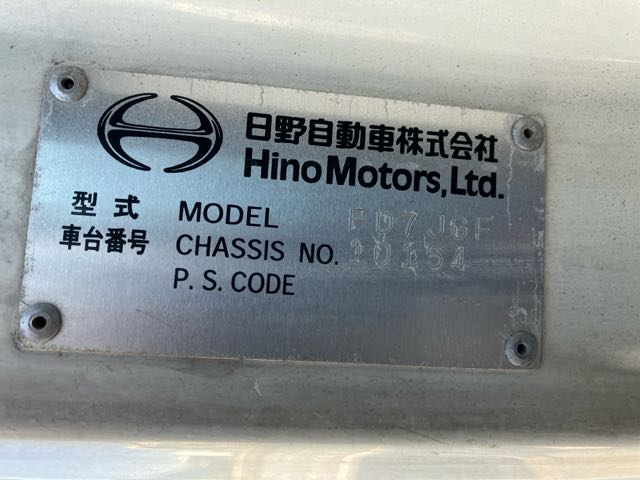 日野自動車株式会社
Hino Motors, Ltd.
型式 MODEL FD7JGF
車台番号 CHASSIS NO. 10154
P. S. CODE